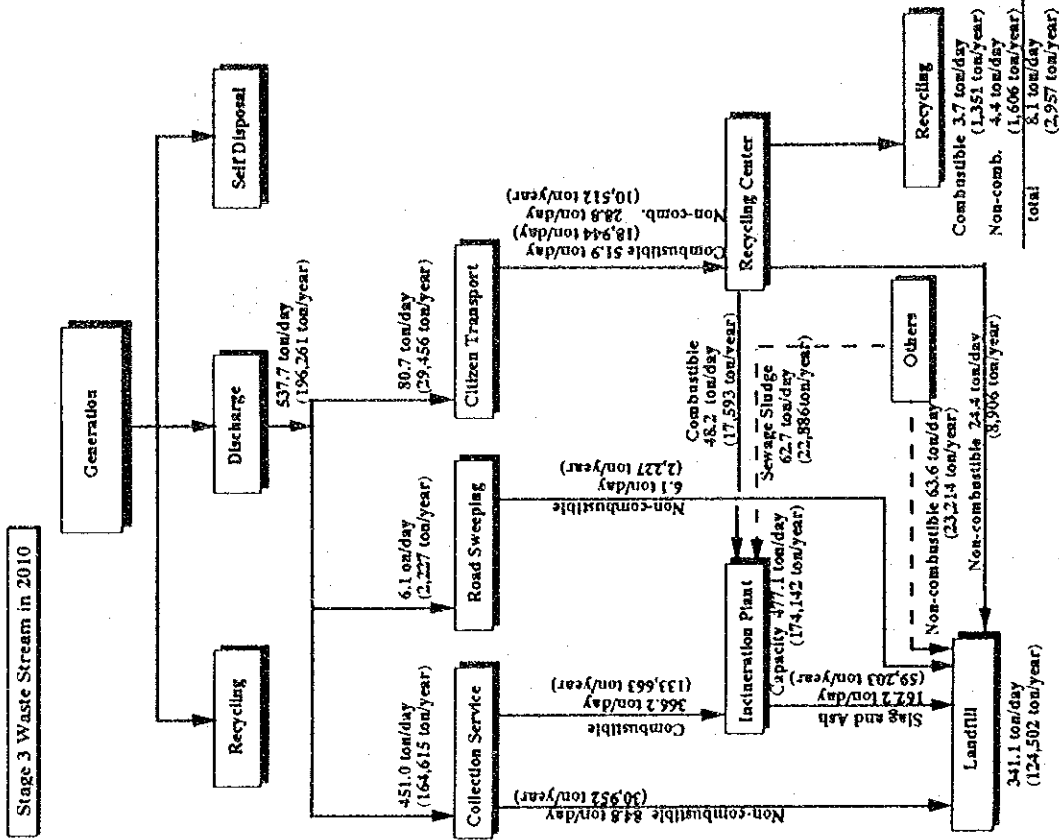 Stage 3 Waste Stream in 2010
Generation
Recycling
Discharge
Self Disposal
537.7 ton/day
(196,261 ton/year)
451.0 ton/day
(164,615 ton/year)
6.1 on/day
(2,227 ton/year)
80.7 ton/day
(29,456 ton/year)
Collection Service
Road Sweeping
Citizen Transport
Non-combustible 84.8 ton/day
(30,952 ton/year)
Combustible
366.2 ton/day
(133,663 ton/year)
Non-combustible
6.1 ton/day
(2,227 ton/year)
Combustible 51.9 ton/day
(18,944 ton/year)
Non-comb. 28.8 ton/day
(10,512 ton/year)
Combustible
48.2 ton/day
(17,593 ton/year)
Sewage Sludge
62.7 ton/day
(22,886ton/year)
Incineration Plant
Capacity 477.1 ton/day
(174,142 ton/year)
Recycling Center
Slag and Ash
162.2 ton/day
(59,203 ton/year)
Others
Non-combustible 63.6 ton/day
(23,214 ton/year)
Non-combustible 24.4 ton/day
(8,906 ton/year)
Landfill
341.1 ton/day
(124,502 ton/year)
Recycling
Combustible 3.7 ton/day
(1,351 ton/year)
Non-comb. 4.4 ton/day
(1,606 ton/year)
total 8.1 ton/day
(2,957 ton/year)